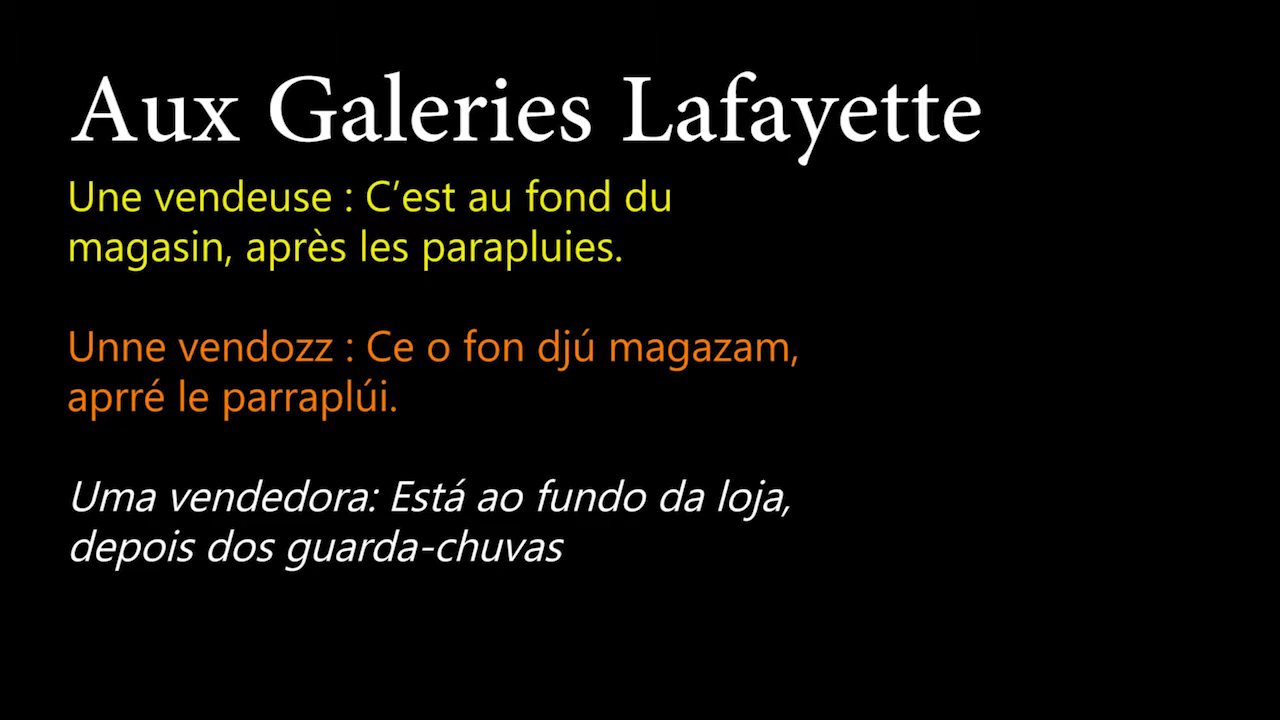 Aux Galeries Lafayette
Une vendeuse : C’est au fond du
magasin, après les parapluies.
Unne vendozz : Ce o fon djú magazam,
aprré le parraplúi.
Uma vendedora: Está ao fundo da loja,
depois dos guarda-chuvas